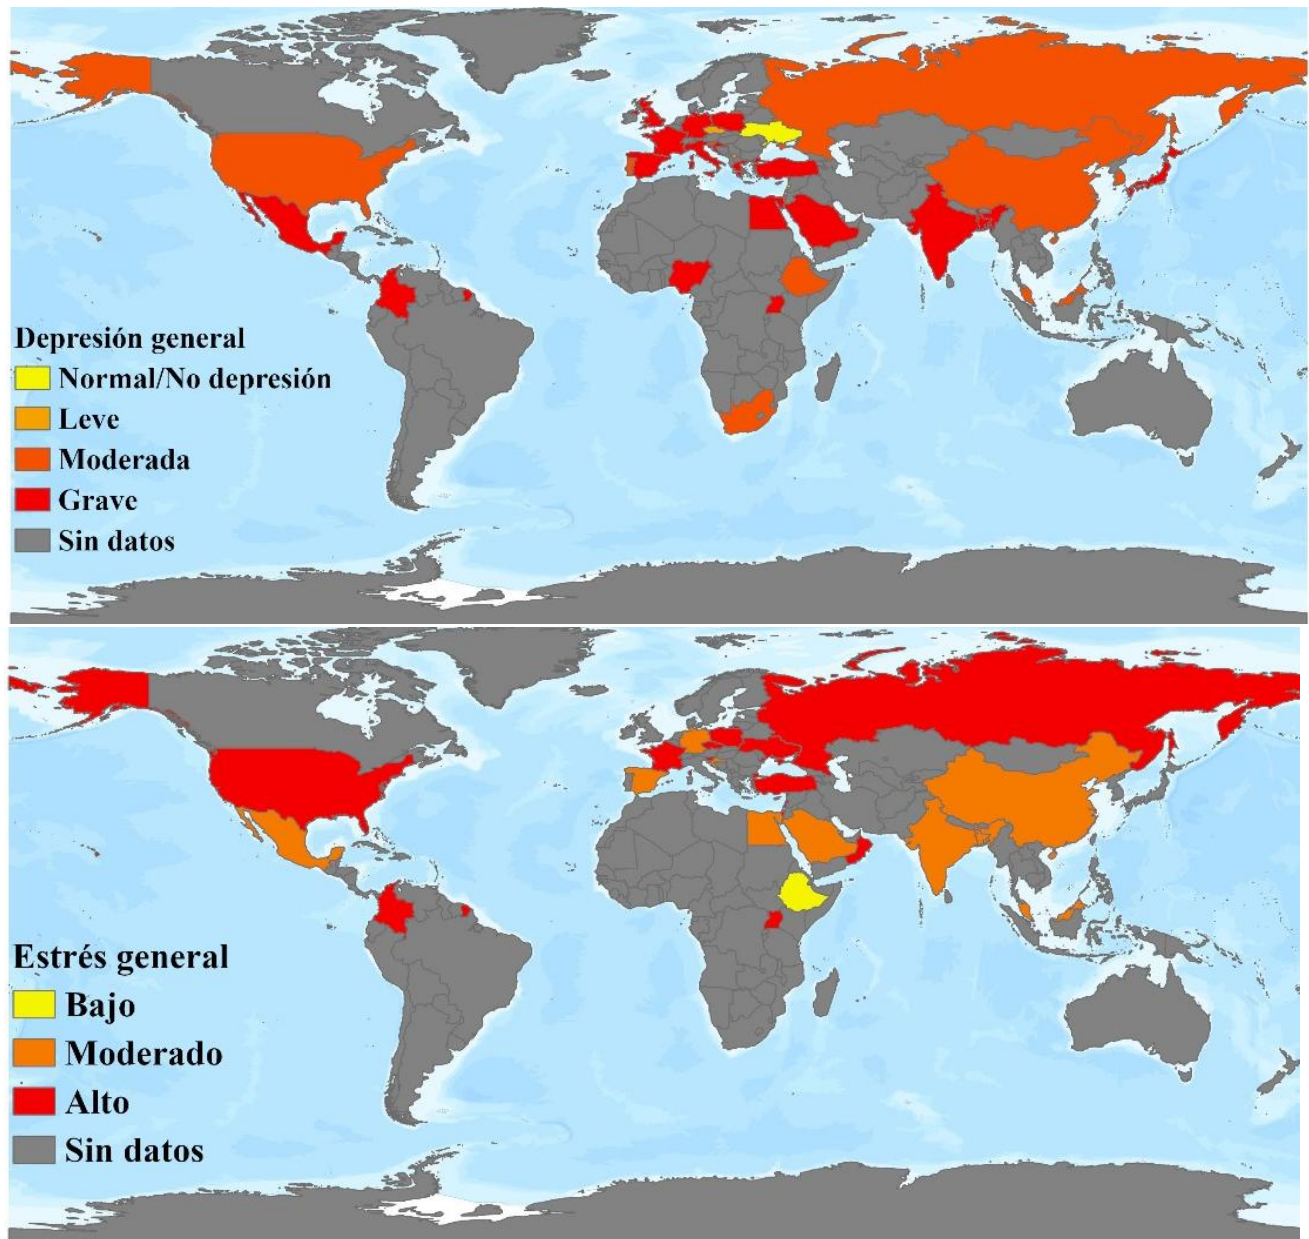 Depresión general
Normal/No depresión
Leve
Moderada
Grave
Sin datos
Estrés general
Bajo
Moderado
Alto
Sin datos